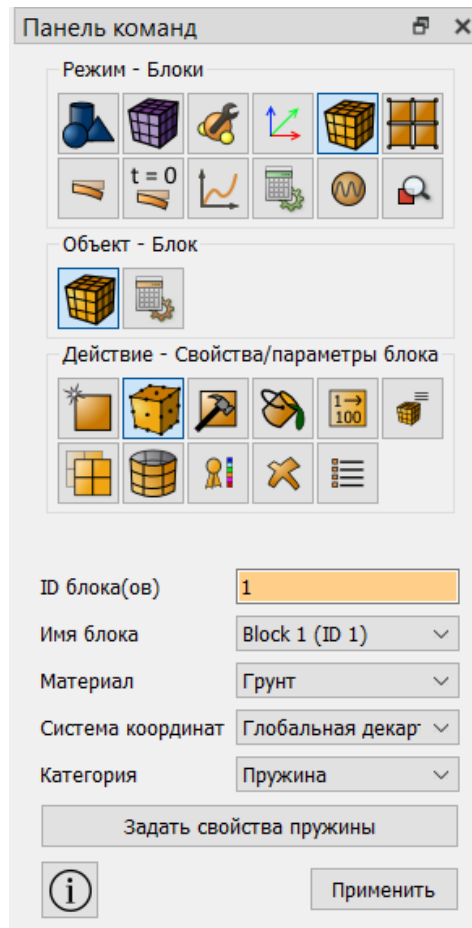 Панель команд
Режим - Блоки
t = 0
Объект - Блок
Действие - Свойства/параметры блока
1→
100
ID блока(ов) 1
Имя блока Block 1 (ID 1)
Материал Грунт
Система координат Глобальная декар
Категория Пружина
Задать свойства пружины
i Применить